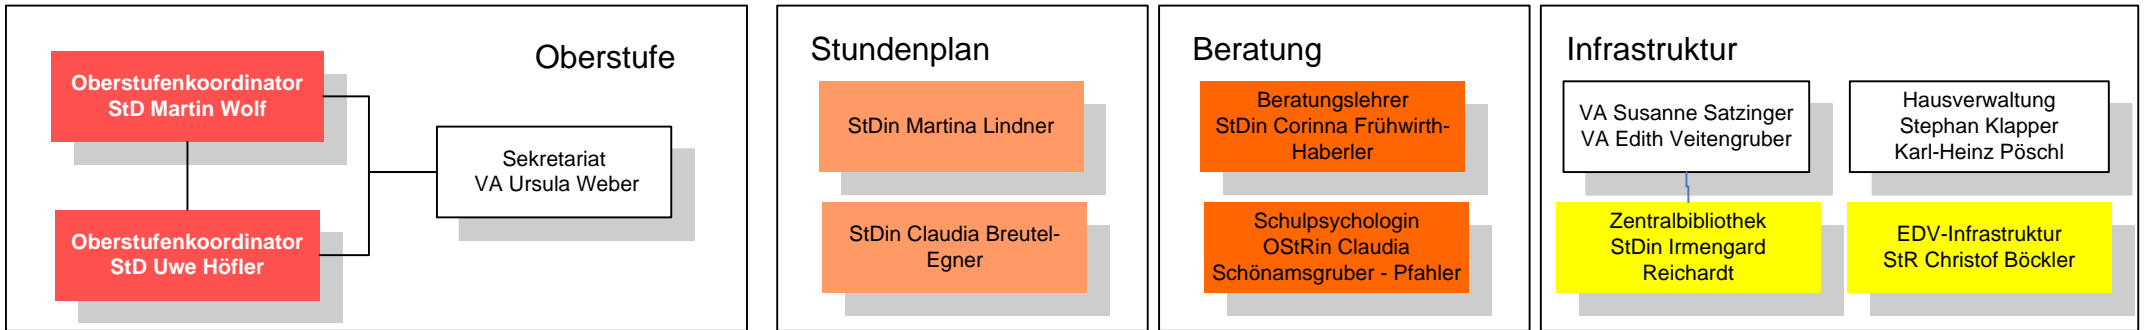 Oberstufe
Oberstufenkoordinator
StD Martin Wolf
Sekretariat
VA Ursula Weber
Oberstufenkoordinator
StD Uwe Höfler
Stundenplan
StDin Martina Lindner
StDin Claudia Breutel-
Egner
Beratung
Beratungslehrer
StDin Corinna Frühwirth-
Haberler
Schulpsychologin
OStRin Claudia
Schönamsgruber - Pfahler
Infrastruktur
VA Susanne Satzinger
VA Edith Veitengruber
Hausverwaltung
Stephan Klapper
Karl-Heinz Pöschl
Zentralbibliothek
StDin Irmengard
Reichardt
EDV-Infrastruktur
StR Christof Böckler